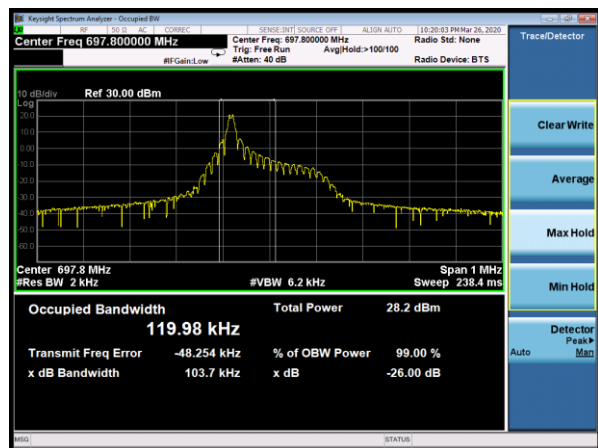 Keysight Spectrum Analyzer - Occupied BW
RF 50 Ω AC CORREC SENSE:INT SOURCE OFF ALIGN AUTO 10:20:03 PM Mar 26, 2020
Center Freq 697.800000 MHz Center Freq: 697.800000 MHz Radio Std: None
Trig: Free Run Avg|Hold:>100/100
#IFGain:Low #Atten: 40 dB Radio Device: BTS
Trace/Detector
10 dB/div Ref 30.00 dBm
Log
20.0
10.0
0.00
-10.0
-20.0
-30.0
-40.0
-50.0
-60.0
Center 697.8 MHz Span 1 MHz
#Res BW 2 kHz #VBW 6.2 kHz Sweep 238.4 ms
Occupied Bandwidth Total Power 28.2 dBm
119.98 kHz
Transmit Freq Error -48.254 kHz % of OBW Power 99.00 %
x dB Bandwidth 103.7 kHz x dB -26.00 dB
Clear Write
Average
Max Hold
Min Hold
Detector
Peak▶
Auto Man
MSG STATUS